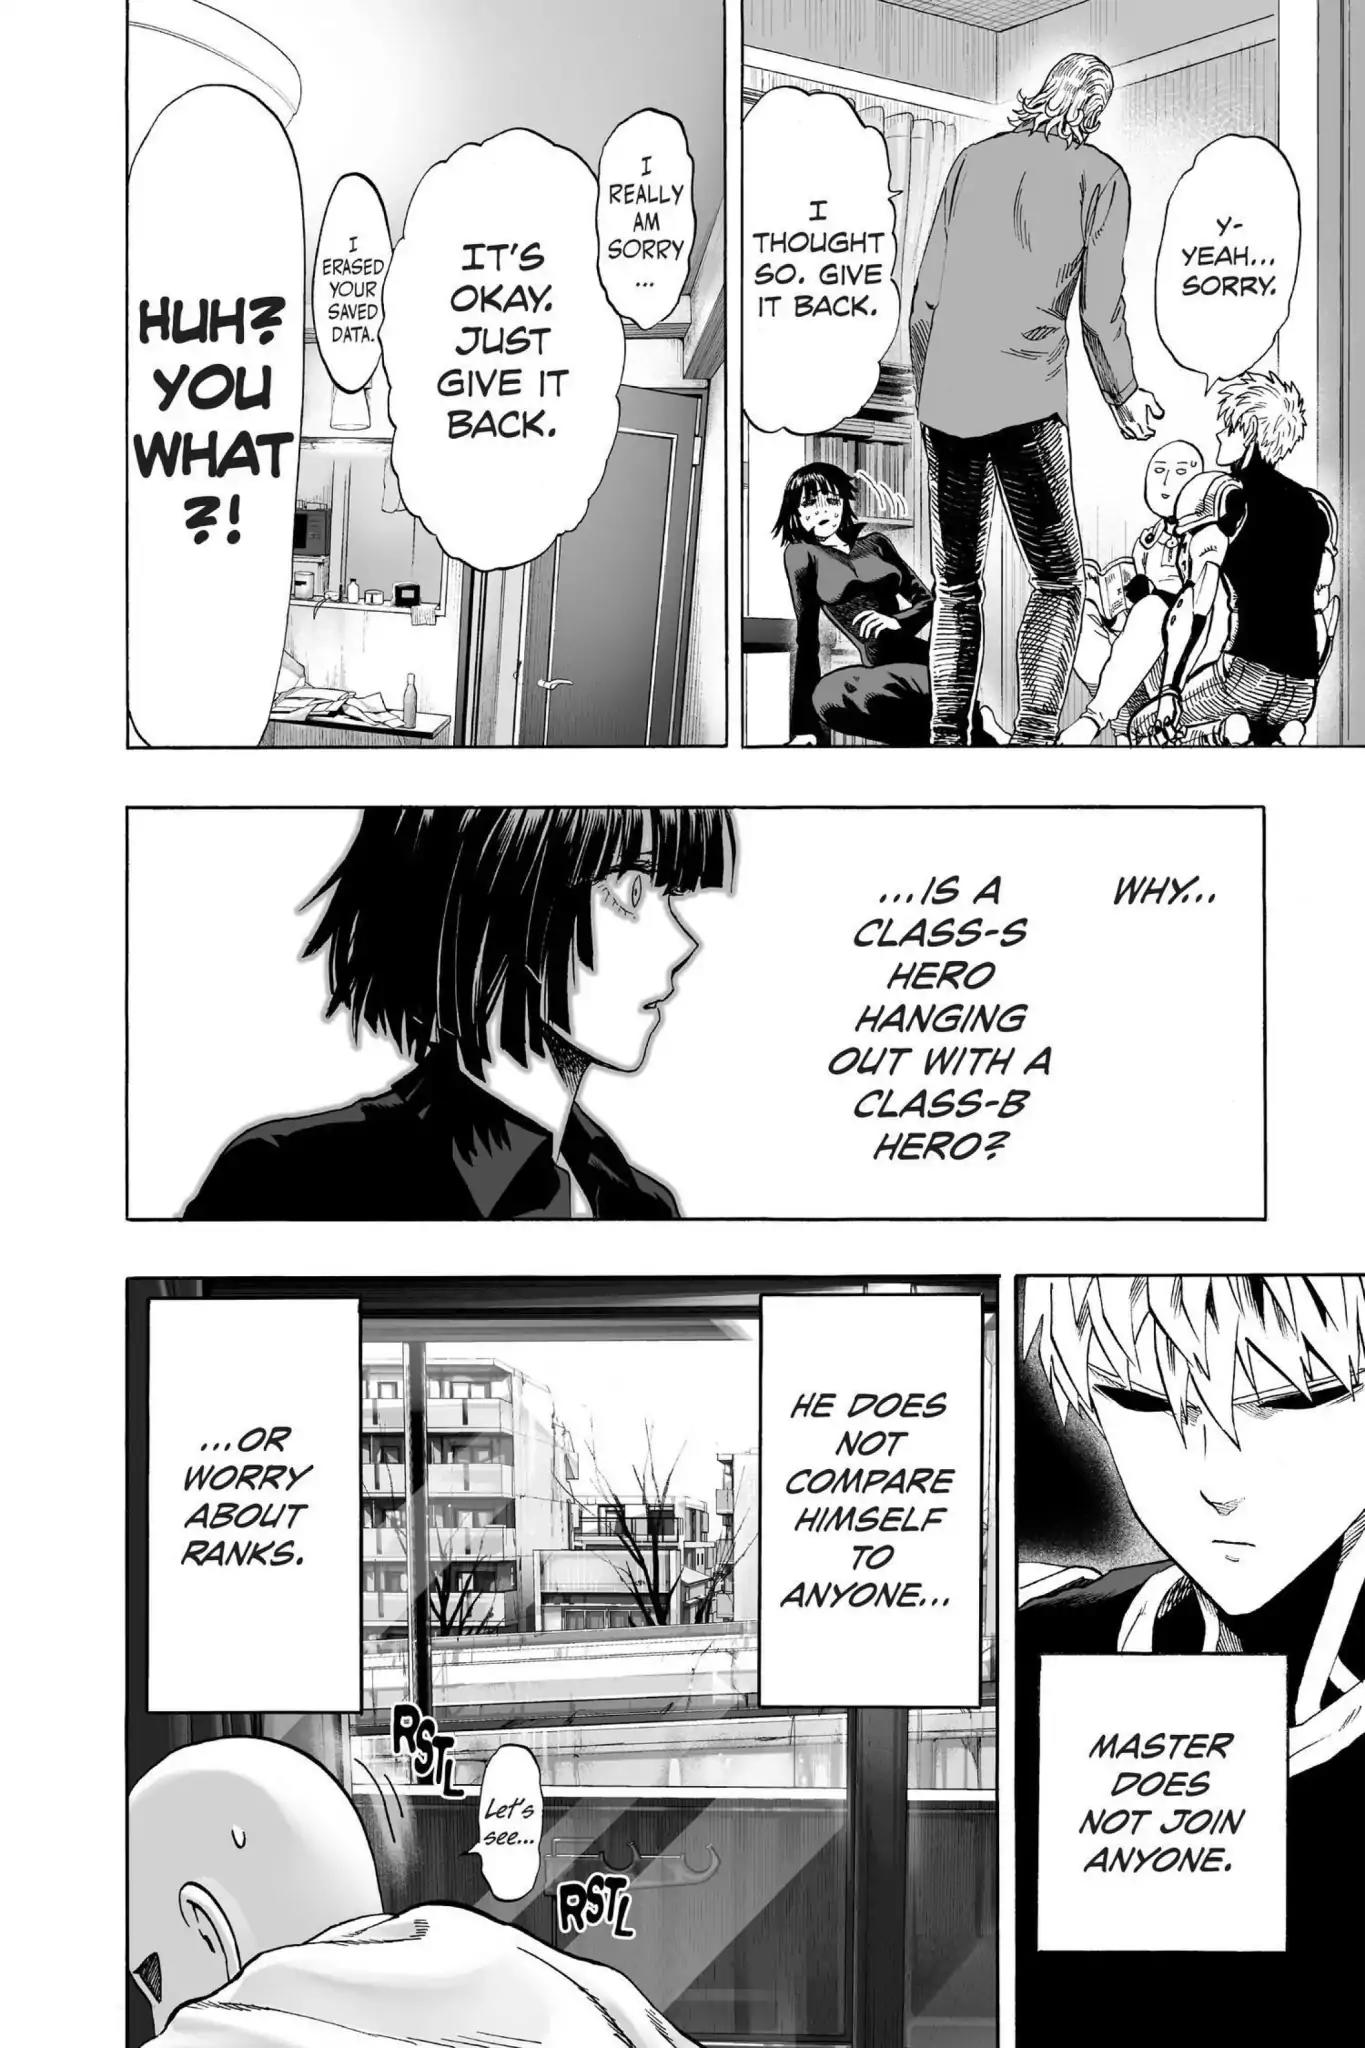 Y-
YEAH...
SORRY.
I
THOUGHT
SO. GIVE
IT BACK.
I
REALLY
AM
SORRY
...
IT'S
OKAY.
JUST
GIVE IT
BACK.
I
ERASED
YOUR
SAVED
DATA.
HUH?
YOU
WHAT
?!
WHY...
...IS A
CLASS-S
HERO
HANGING
OUT WITH A
CLASS-B
HERO?
MASTER
DOES
NOT JOIN
ANYONE.
HE DOES
NOT
COMPARE
HIMSELF
TO
ANYONE...
...OR
WORRY
ABOUT
RANKS.
RSTL
Let's
see...
RSTL